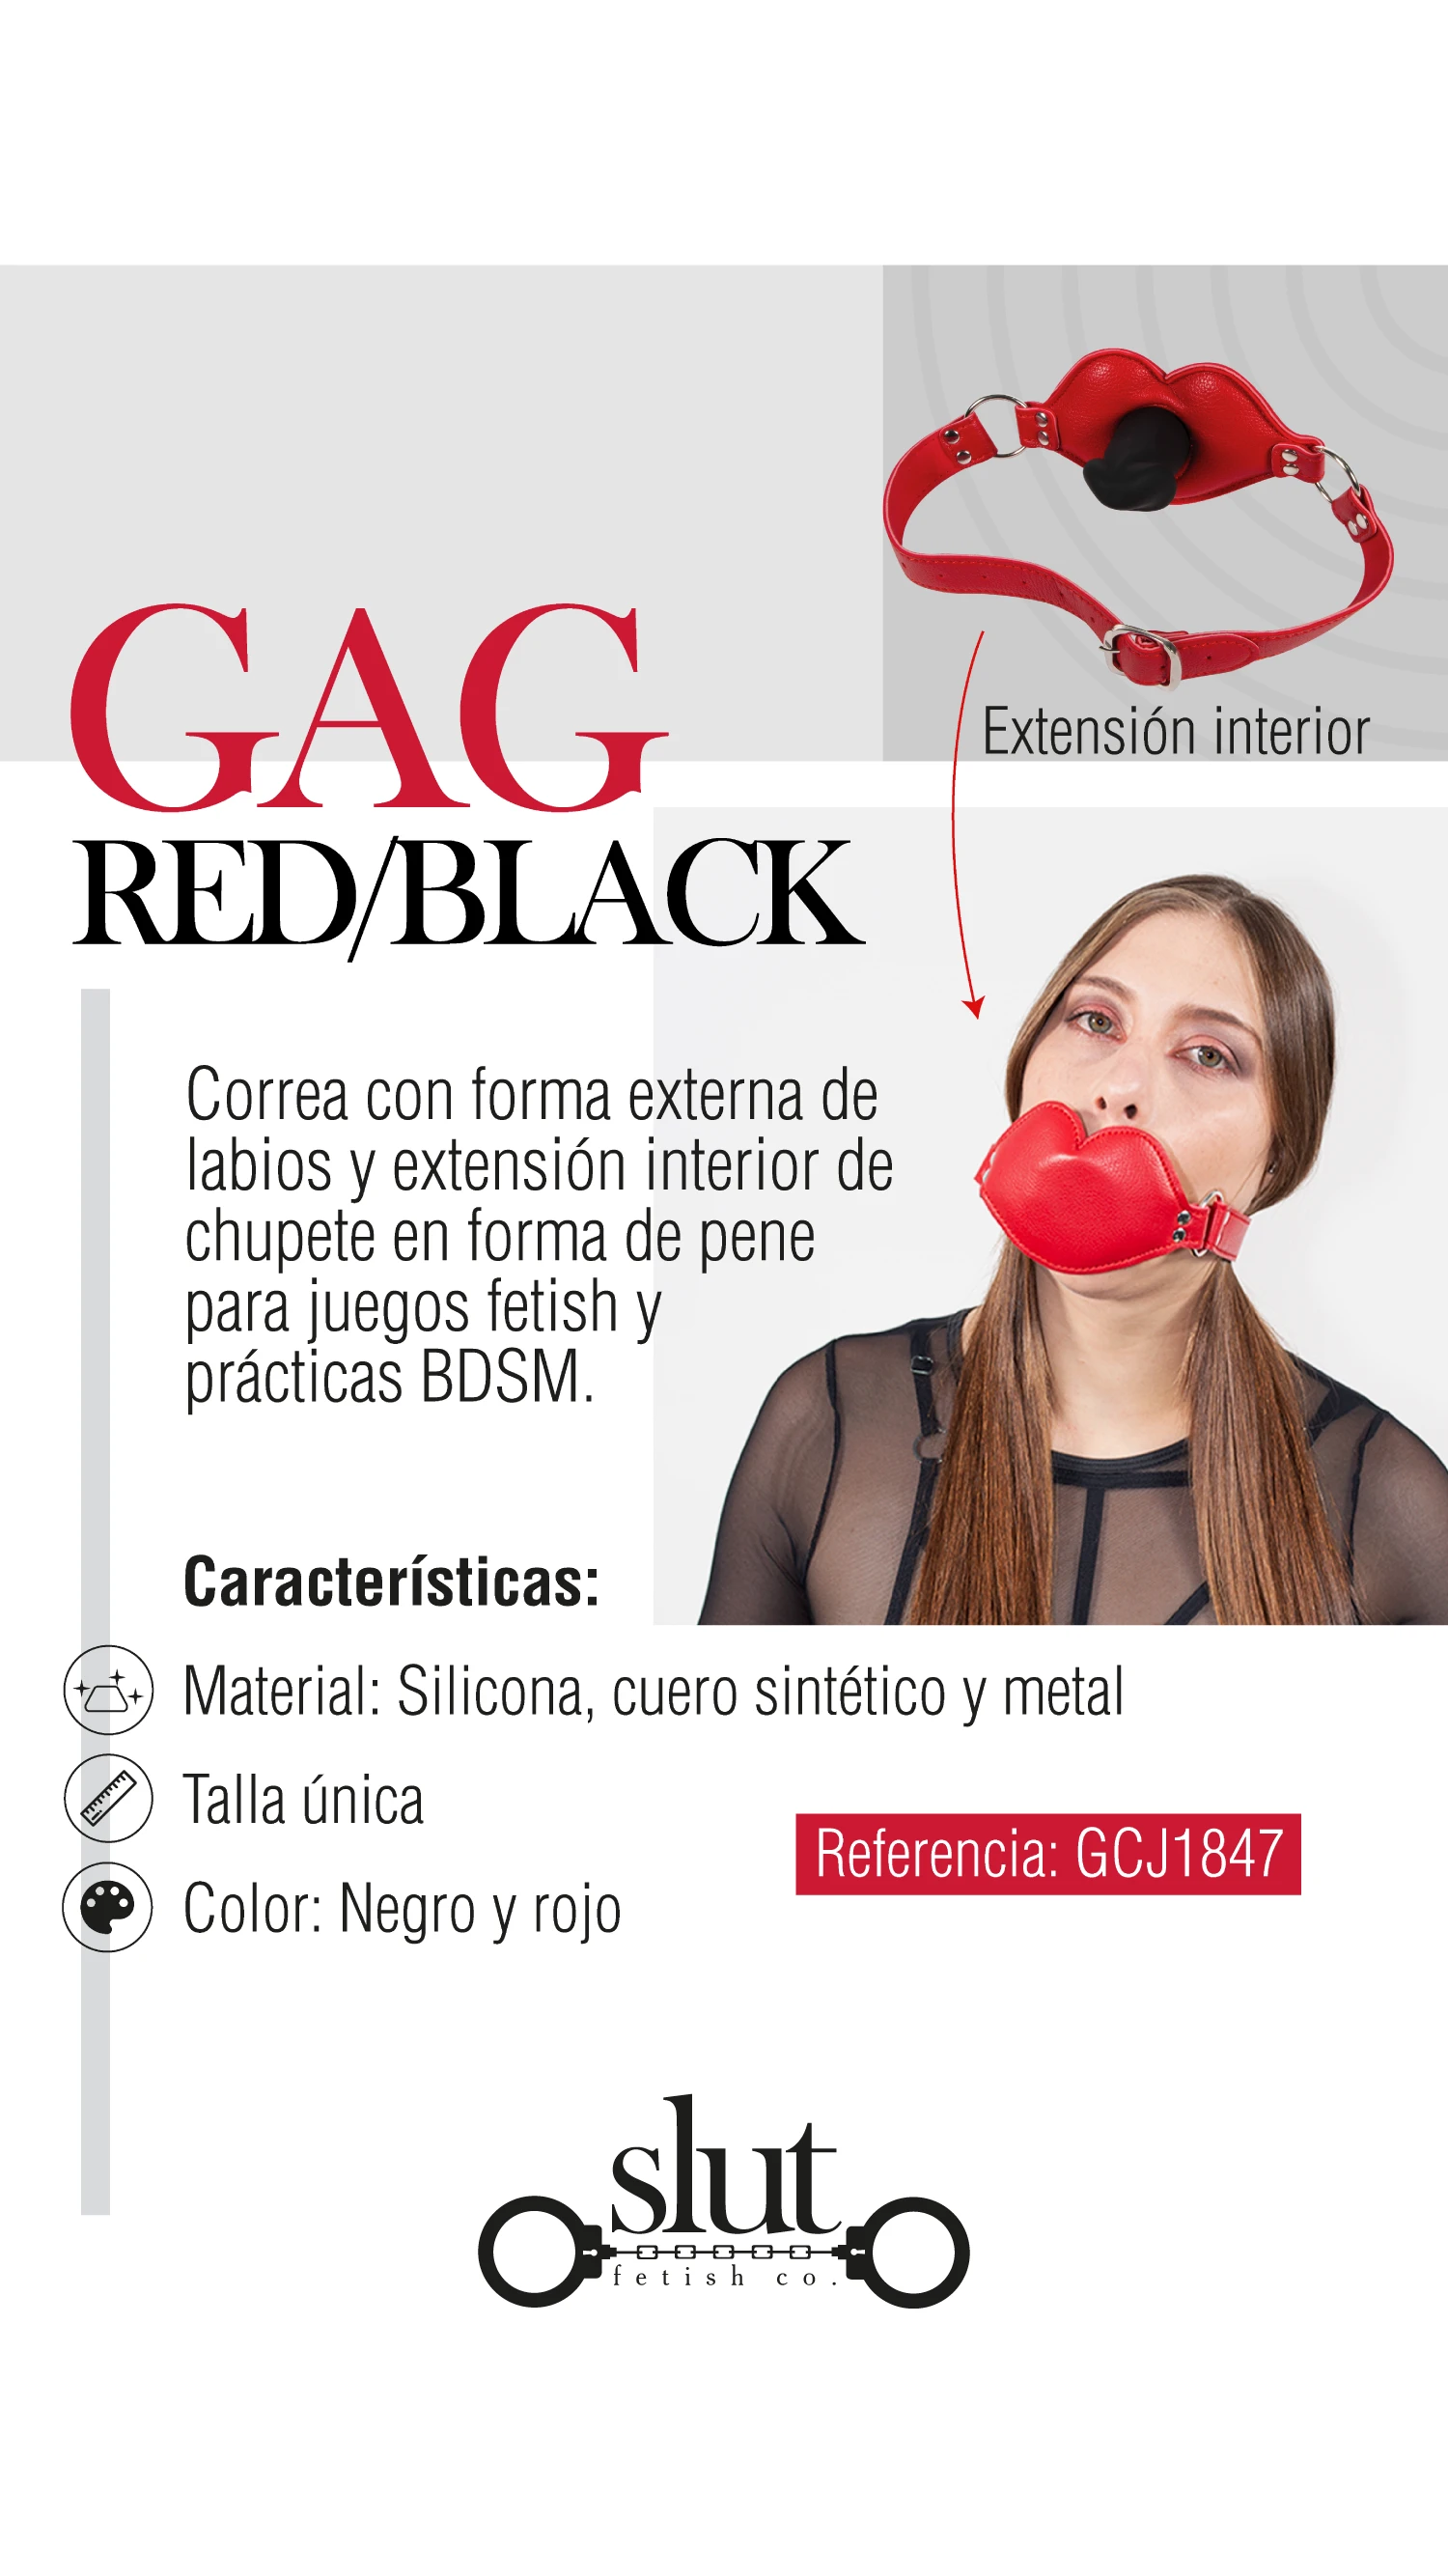 Extensión interior
GAG
RED/BLACK
Correa con forma externa de
labios y extensión interior de
chupete en forma de pene
para juegos fetish y
prácticas BDSM.
Características:
Material: Silicona, cuero sintético y metal
Talla única
Color: Negro y rojo
Referencia: GCJ1847
slut
fetish co.